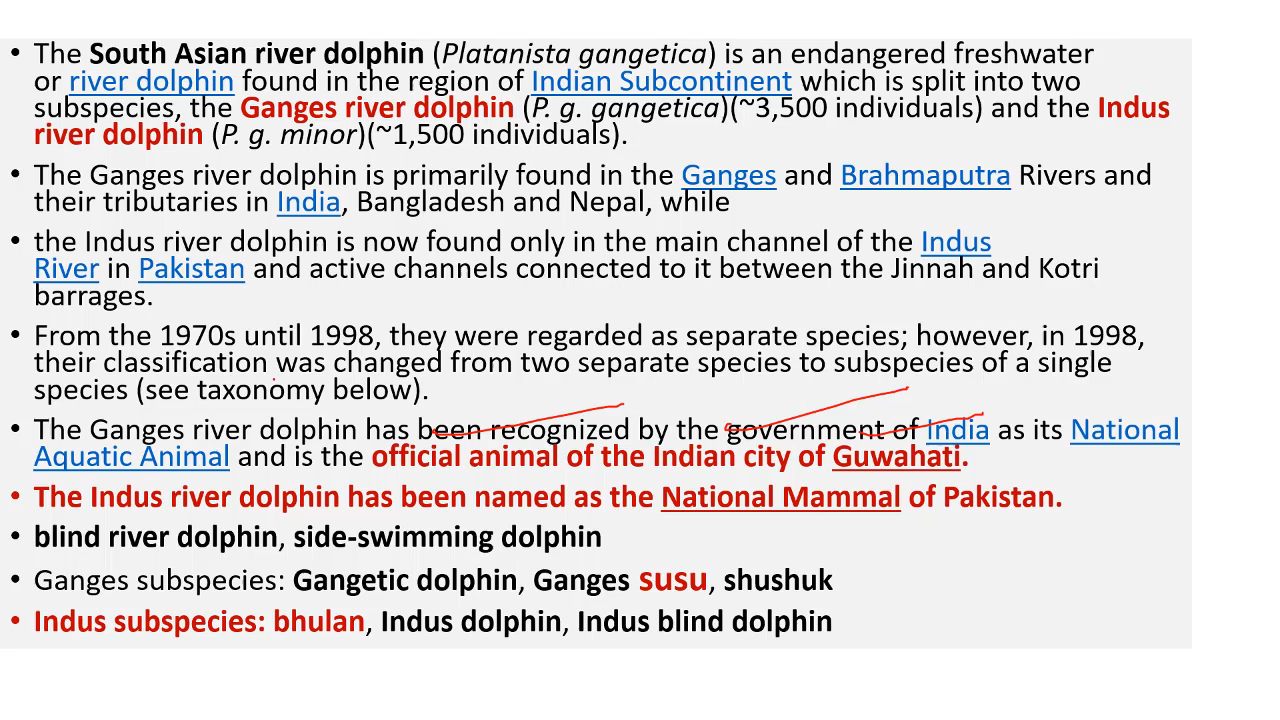 • The South Asian river dolphin (Platanista gangetica) is an endangered freshwater
or river dolphin found in the region of Indian Subcontinent which is split into two
subspecies, the Ganges river dolphin (P. g. gangetica)(~3,500 individuals) and the Indus
river dolphin (P. g. minor)(~1,500 individuals).
• The Ganges river dolphin is primarily found in the Ganges and Brahmaputra Rivers and
their tributaries in India, Bangladesh and Nepal, while
• the Indus river dolphin is now found only in the main channel of the Indus
River in Pakistan and active channels connected to it between the Jinnah and Kotri
barrages.
• From the 1970s until 1998, they were regarded as separate species; however, in 1998,
their classification was changed from two separate species to subspecies of a single
species (see taxonomy below).
• The Ganges river dolphin has been recognized by the government of India as its National
Aquatic Animal and is the official animal of the Indian city of Guwahati.
• The Indus river dolphin has been named as the National Mammal of Pakistan.
• blind river dolphin, side-swimming dolphin
• Ganges subspecies: Gangetic dolphin, Ganges susu, shushuk
• Indus subspecies: bhulan, Indus dolphin, Indus blind dolphin